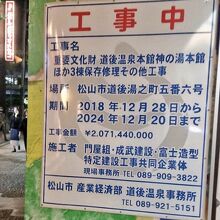 工事中
工事名
重要文化財 道後温泉本館神の湯本館
ほか3棟保存修理その他工事
場所 松山市道後湯之町五番六号
期間 2018年12月28日から
2024年12月20日まで
工事金額 ¥2,071,440,000
施工者 門屋組・成武建設・富士造型
特定建設工事共同企業体
現場事務所 TEL 089-909-3822
松山市 産業経済部 道後温泉事務所
TEL 089-921-5151